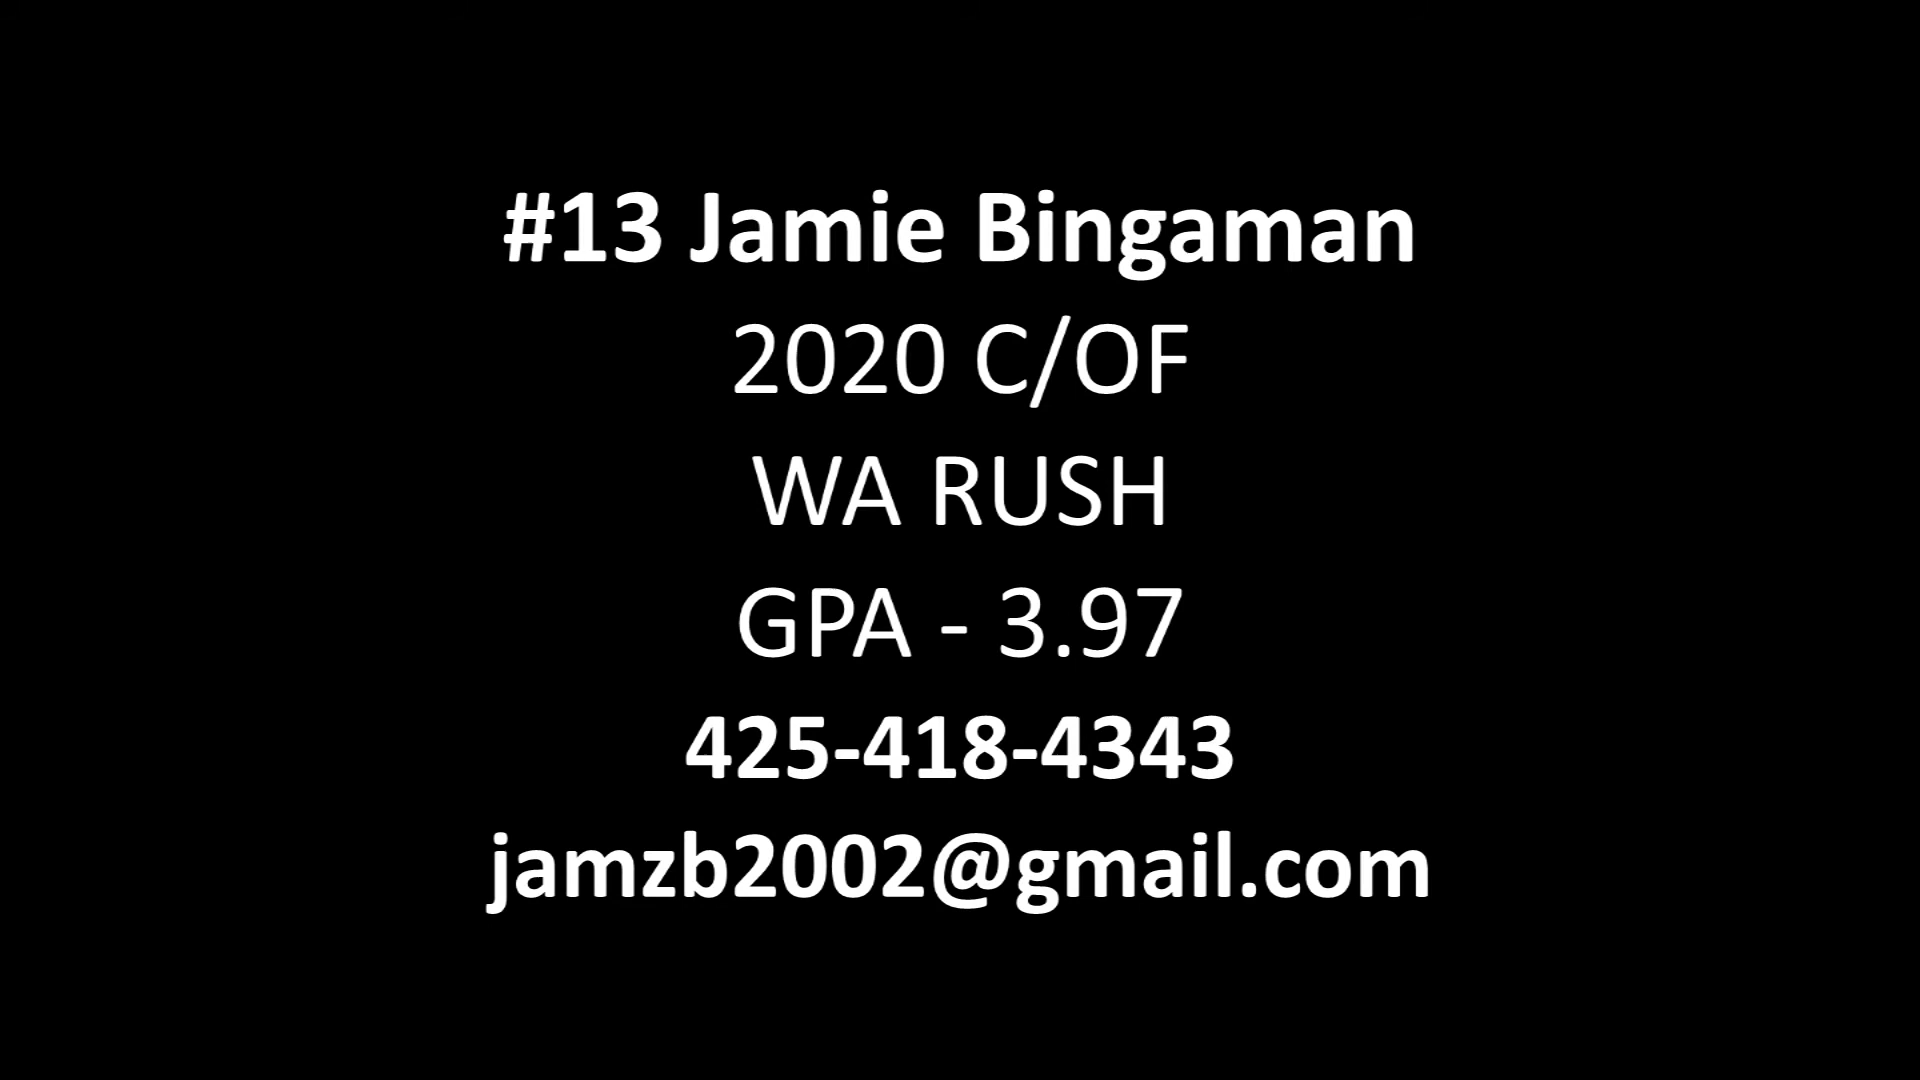 #13 Jamie Bingaman
2020 C/OF
WA RUSH
GPA - 3.97
425-418-4343
jamzb2002@gmail.com